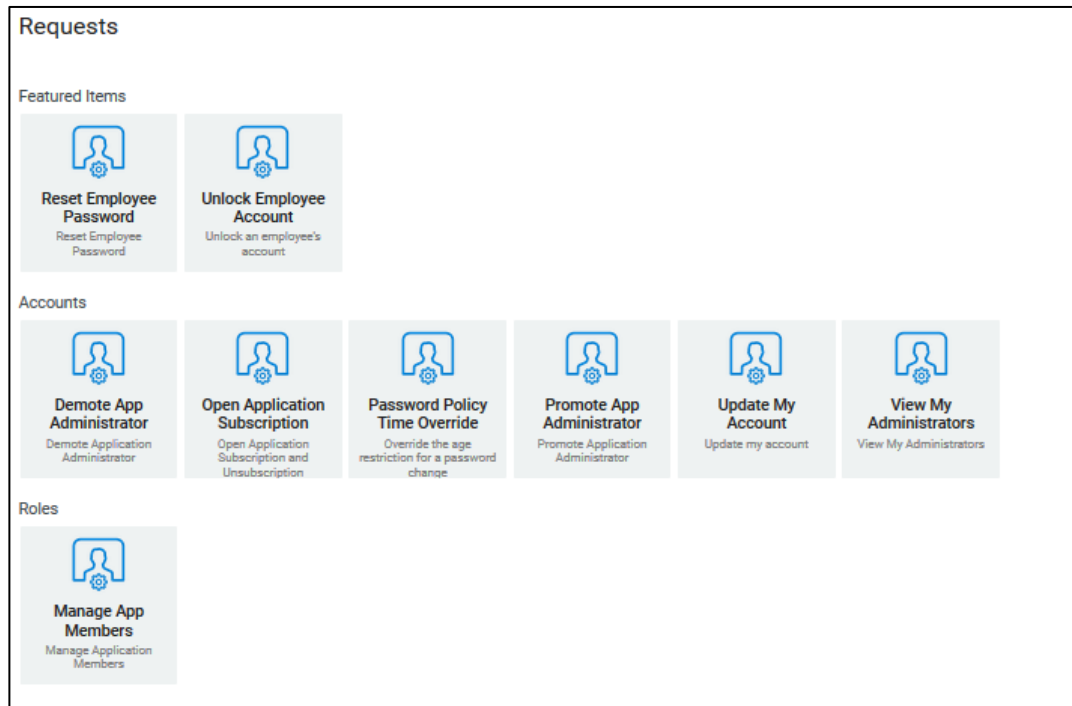 Requests
Featured Items
Reset Employee
Password
Reset Employee
Password
Unlock Employee
Account
Unlock an employee's
account
Accounts
Demote App
Administrator
Demote Application
Administrator
Open Application
Subscription
Open Application
Subscription and
Unsubscription
Password Policy
Time Override
Override the age
restriction for a password
change
Promote App
Administrator
Promote Application
Administrator
Update My
Account
Update my account
View My
Administrators
View My Administrators
Roles
Manage App
Members
Manage Application
Members